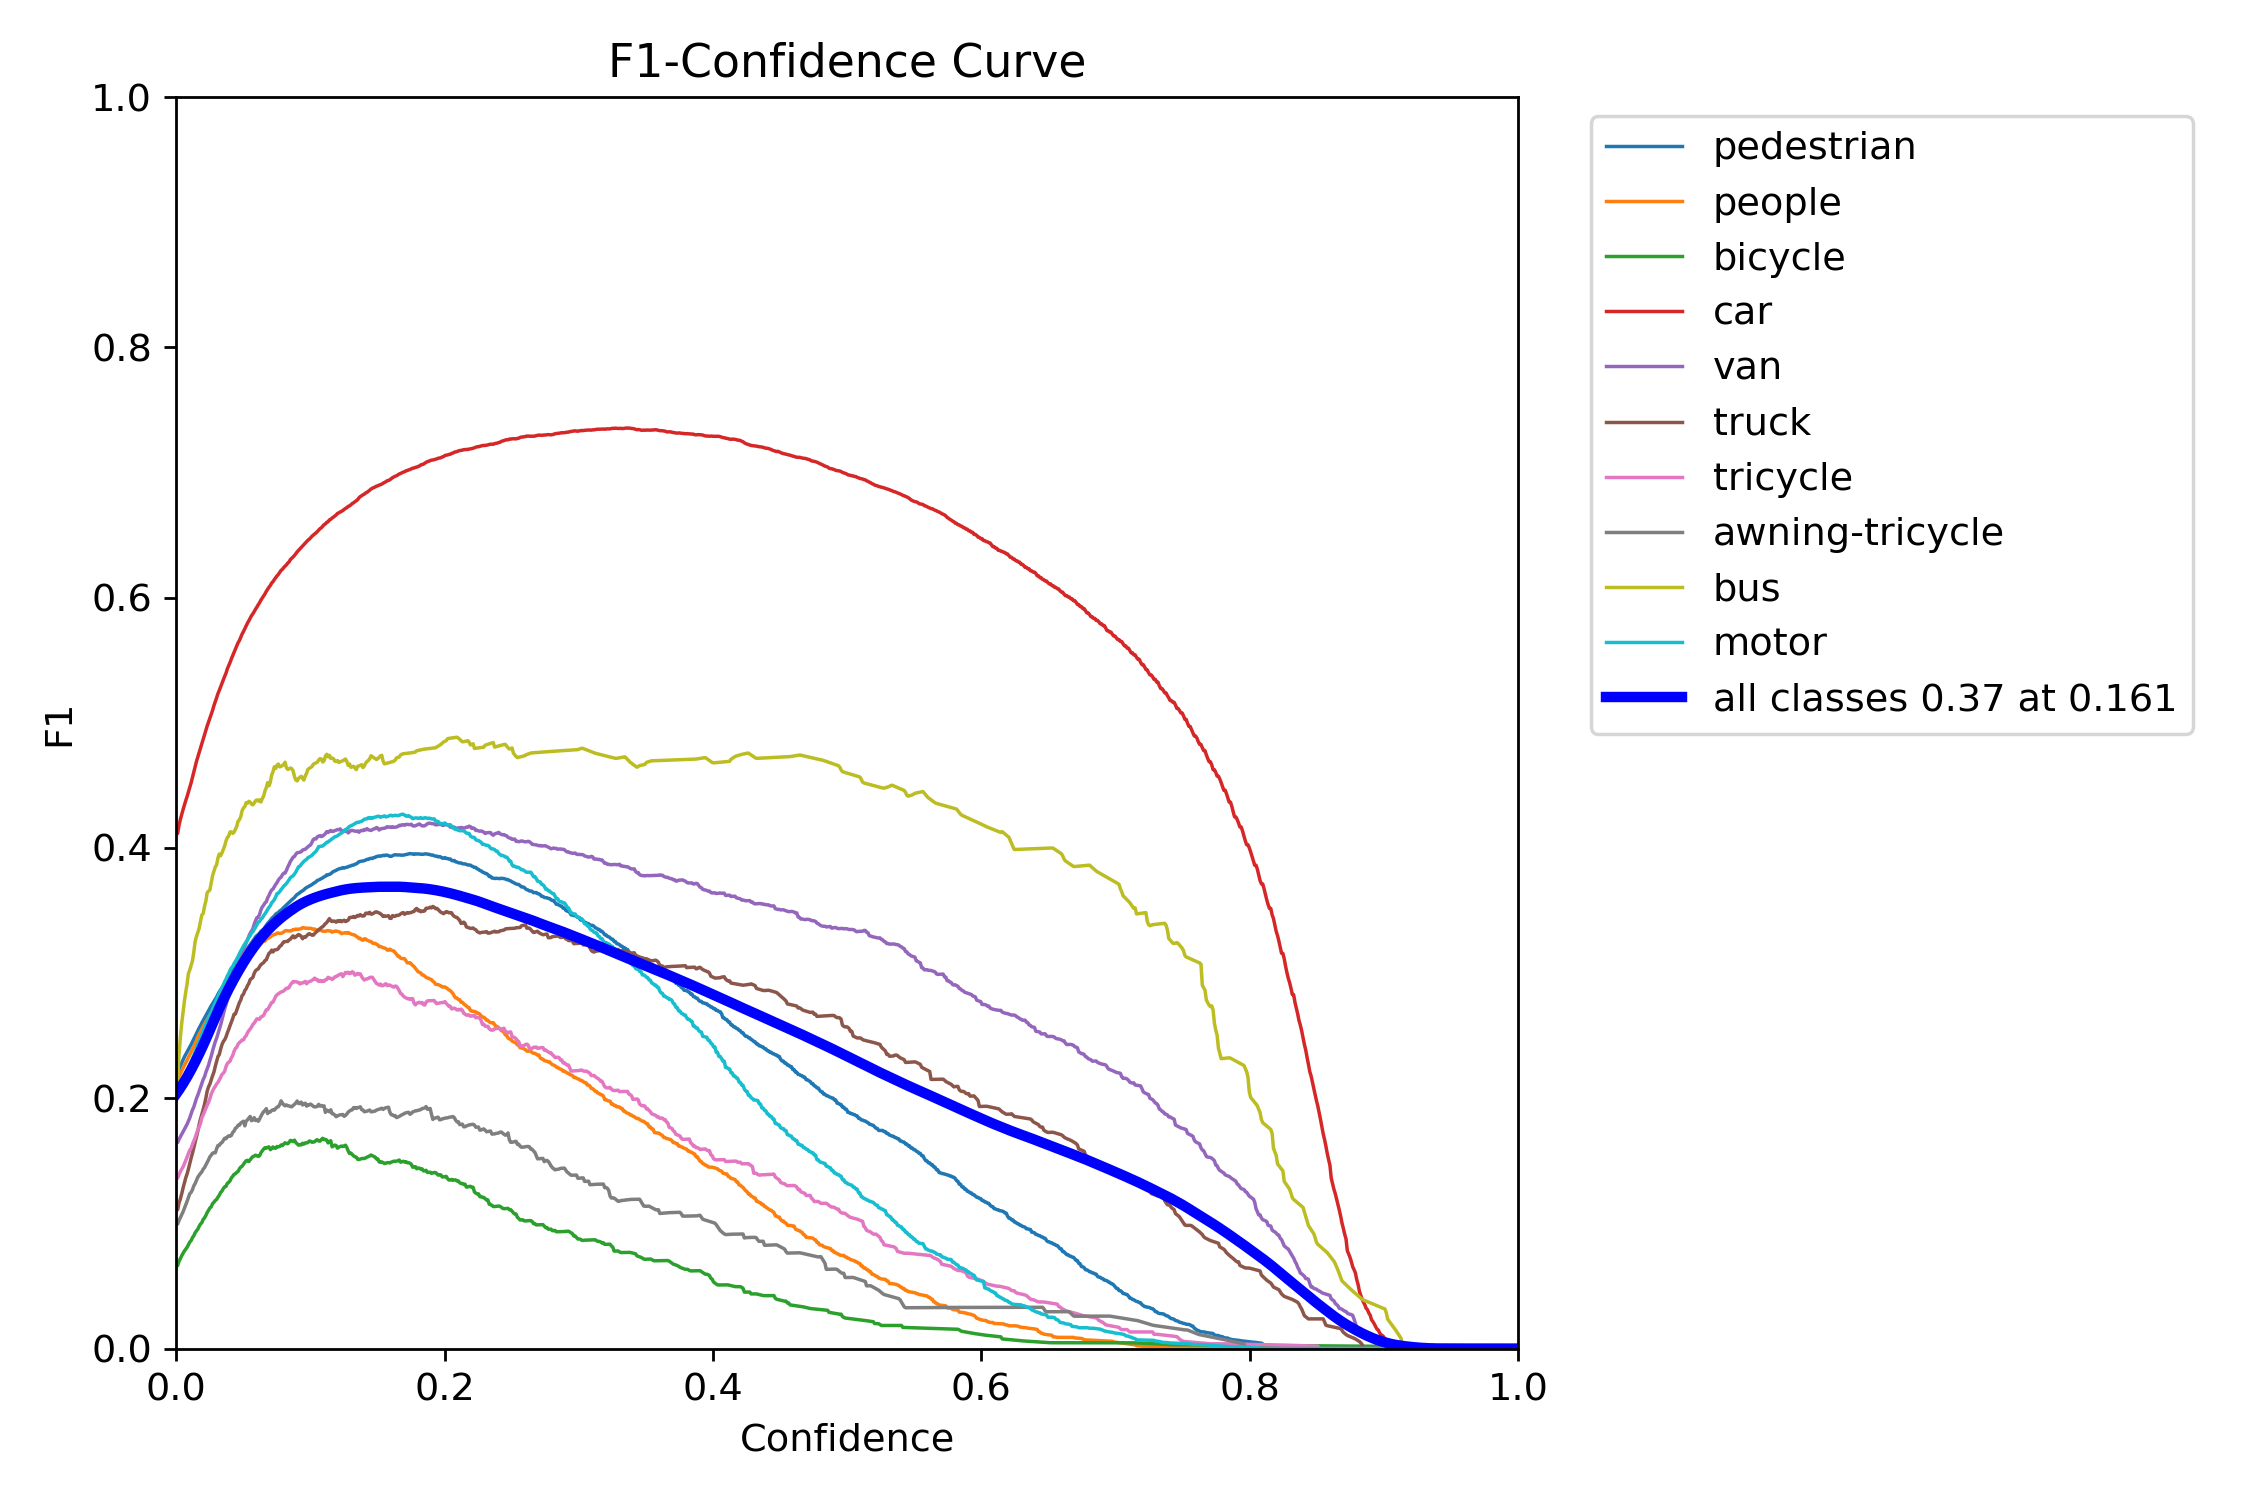 F1-Confidence Curve
1.0
0.8
0.6
0.4
0.2
0.0
F1
0.0 0.2 0.4 0.6 0.8 1.0
Confidence
pedestrian
people
bicycle
car
van
truck
tricycle
awning-tricycle
bus
motor
all classes 0.37 at 0.161